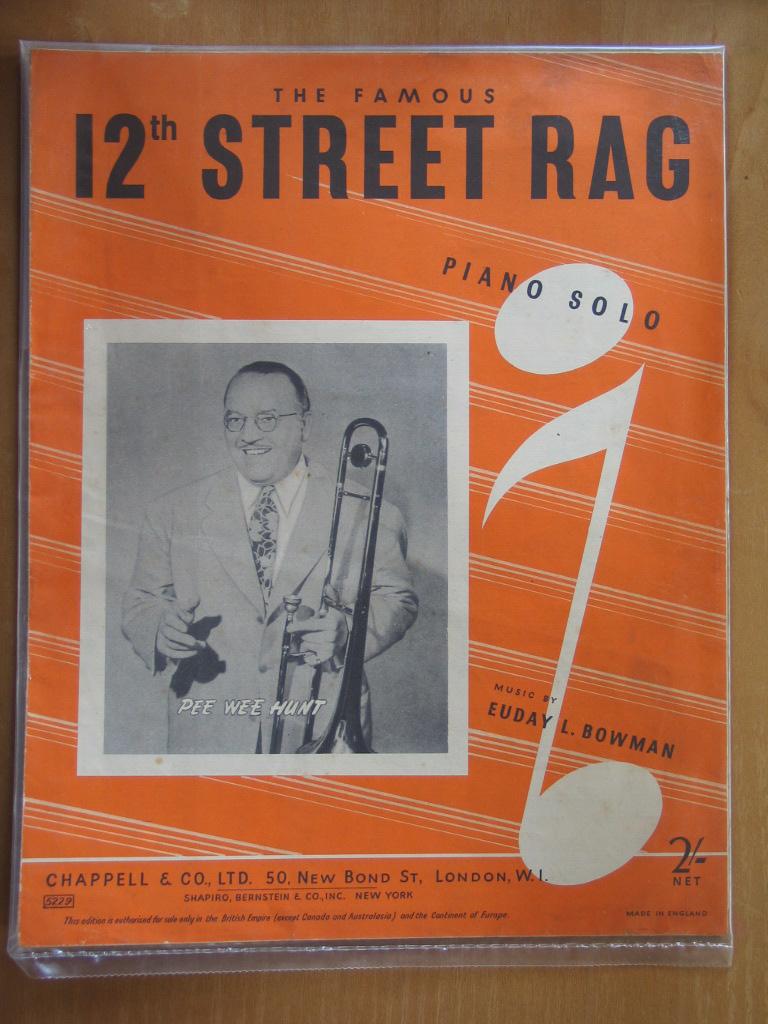 THE FAMOUS
12th STREET RAG
PIANO SOLO
PEE WEE HUNT
MUSIC BY
EUDAY L. BOWMAN
2/-
NET
CHAPPELL & CO., LTD. 50, NEW BOND ST, LONDON, W.1.
5229
SHAPIRO, BERNSTEIN & CO., INC. NEW YORK
This edition is authorised for sale only in the British Empire (except Canada and Australasia) and the Continent of Europe.
MADE IN ENGLAND